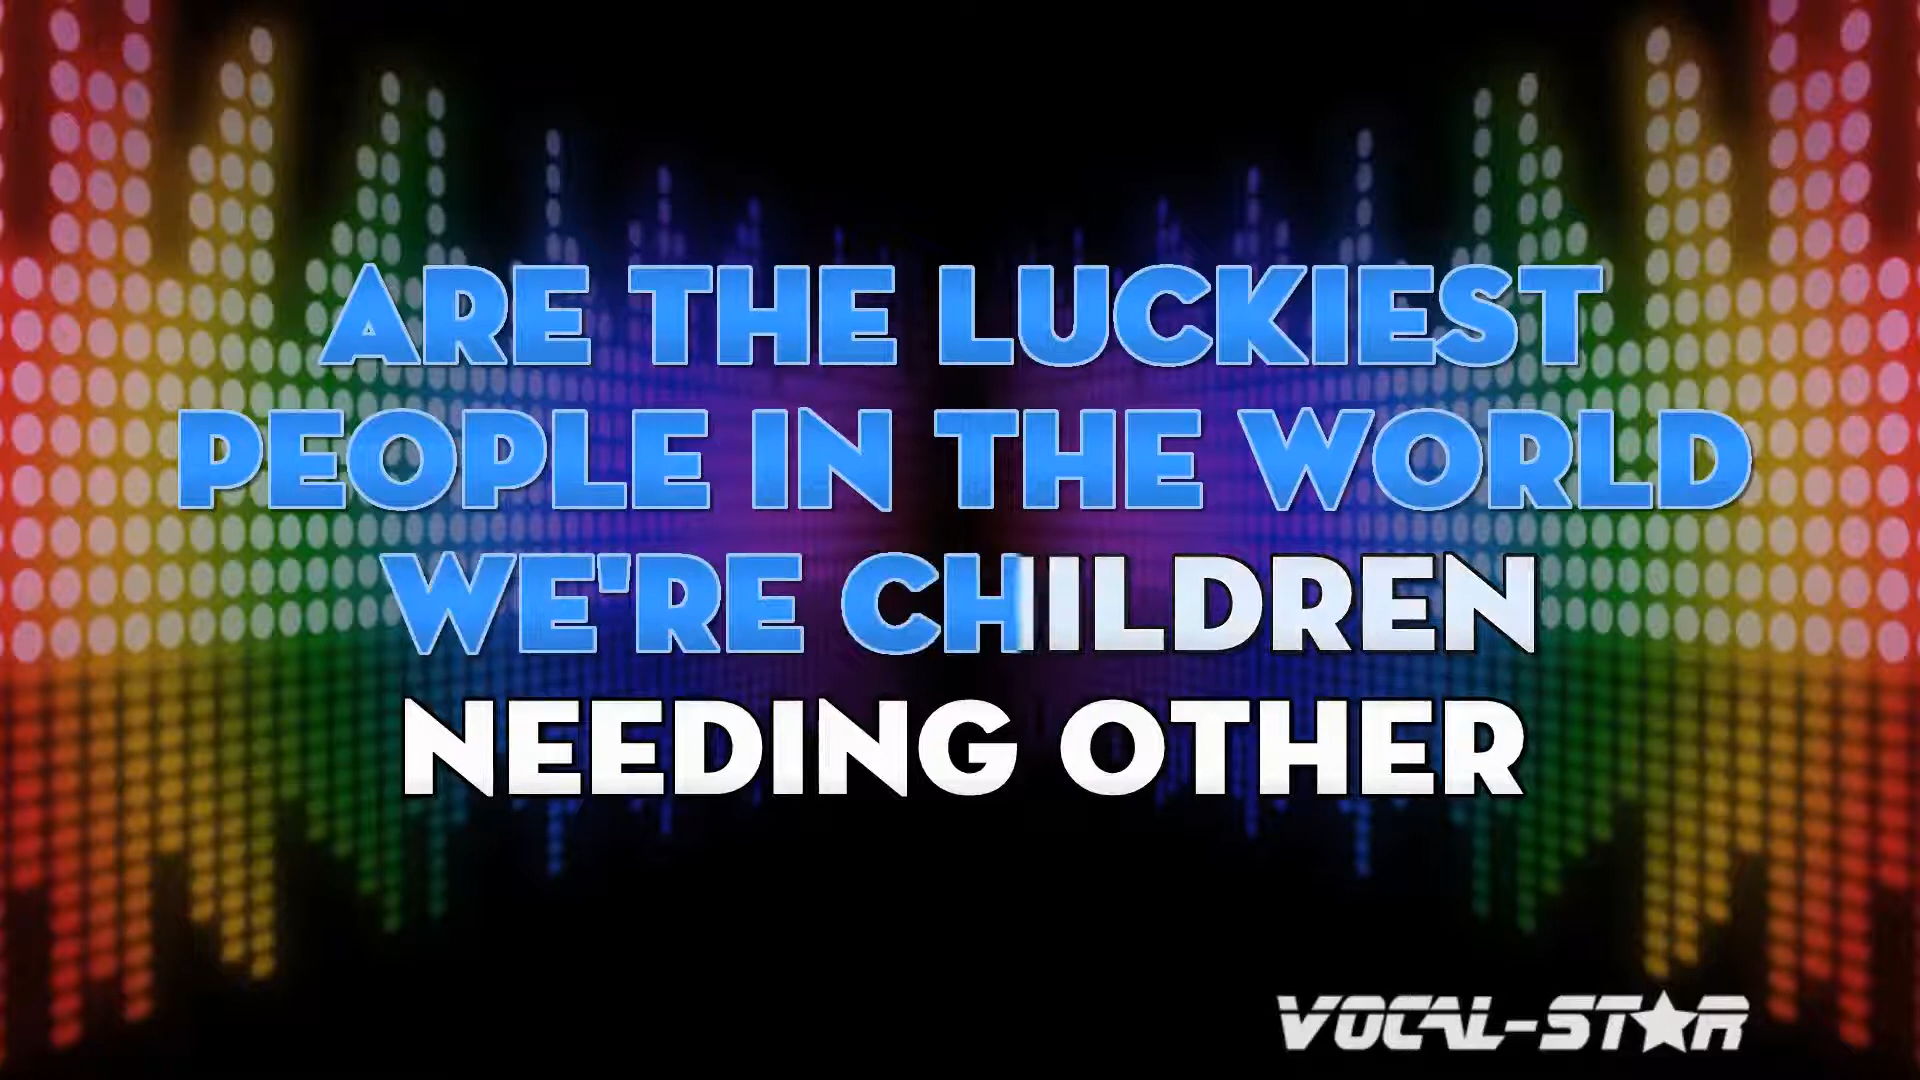 ARE THE LUCKIEST
PEOPLE IN THE WORLD
WE'RE CHILDREN
NEEDING OTHER
VOCAL-STAR